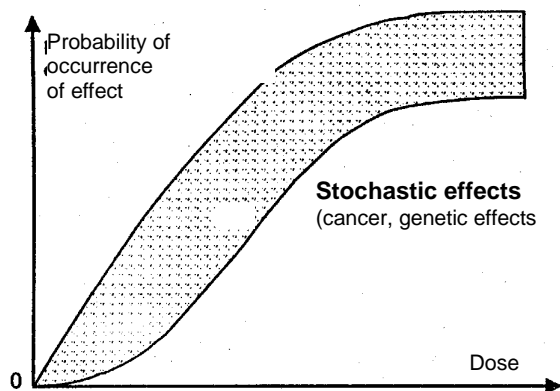 Probability of
occurrence
of effect
Stochastic effects
(cancer, genetic effects
Dose
0